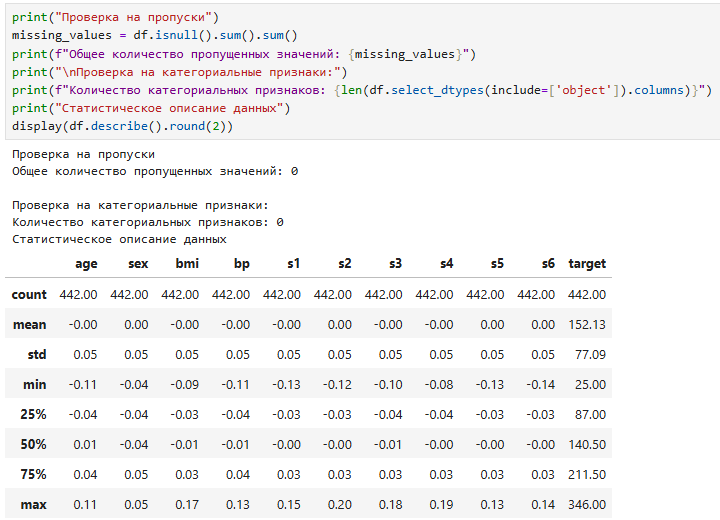 print("Проверка на пропуски")
missing_values = df.isnull().sum().sum()
print(f"Общее количество пропущенных значений: {missing_values}")
print("\nПроверка на категориальные признаки:")
print(f"Количество категориальных признаков: {len(df.select_dtypes(include=['object']).columns)}")
print("Статистическое описание данных")
display(df.describe().round(2))
Проверка на пропуски
Общее количество пропущенных значений: 0
Проверка на категориальные признаки:
Количество категориальных признаков: 0
Статистическое описание данных
age sex bmi bp s1 s2 s3 s4 s5 s6 target
count 442.00 442.00 442.00 442.00 442.00 442.00 442.00 442.00 442.00 442.00 442.00
mean -0.00 0.00 -0.00 -0.00 -0.00 0.00 -0.00 -0.00 0.00 0.00 152.13
std 0.05 0.05 0.05 0.05 0.05 0.05 0.05 0.05 0.05 0.05 77.09
min -0.11 -0.04 -0.09 -0.11 -0.13 -0.12 -0.10 -0.08 -0.13 -0.14 25.00
25% -0.04 -0.04 -0.03 -0.04 -0.03 -0.03 -0.04 -0.04 -0.03 -0.03 87.00
50% 0.01 -0.04 -0.01 -0.01 -0.00 -0.00 -0.01 -0.00 -0.00 -0.00 140.50
75% 0.04 0.05 0.03 0.04 0.03 0.03 0.03 0.03 0.03 0.03 211.50
max 0.11 0.05 0.17 0.13 0.15 0.20 0.18 0.19 0.13 0.14 346.00